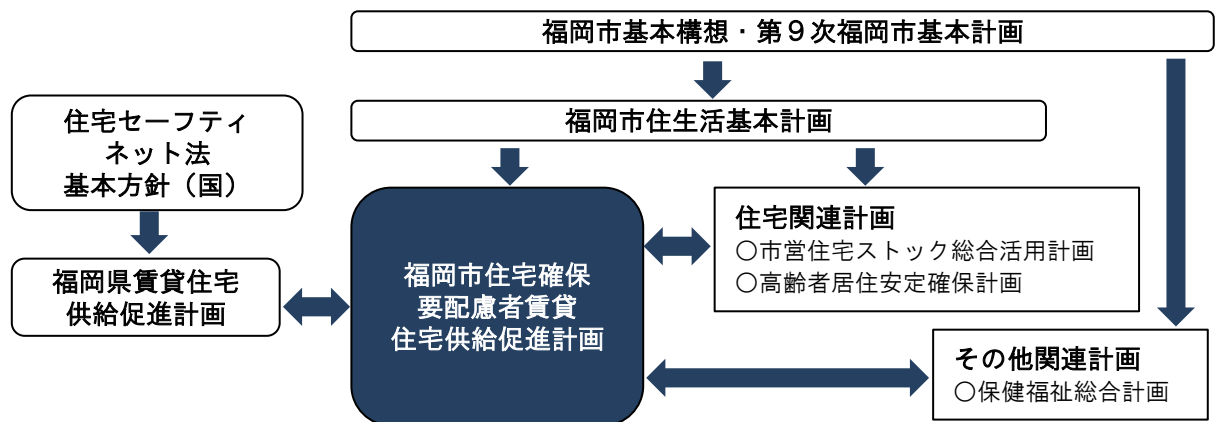 福岡市基本構想・第９次福岡市基本計画
福岡市住生活基本計画
住宅セーフティ
ネット法
基本方針（国）
福岡県賃貸住宅
供給促進計画
福岡市住宅確保
要配慮者賃貸
住宅供給促進計画
住宅関連計画
〇市営住宅ストック総合活用計画
〇高齢者居住安定確保計画
その他関連計画
〇保健福祉総合計画